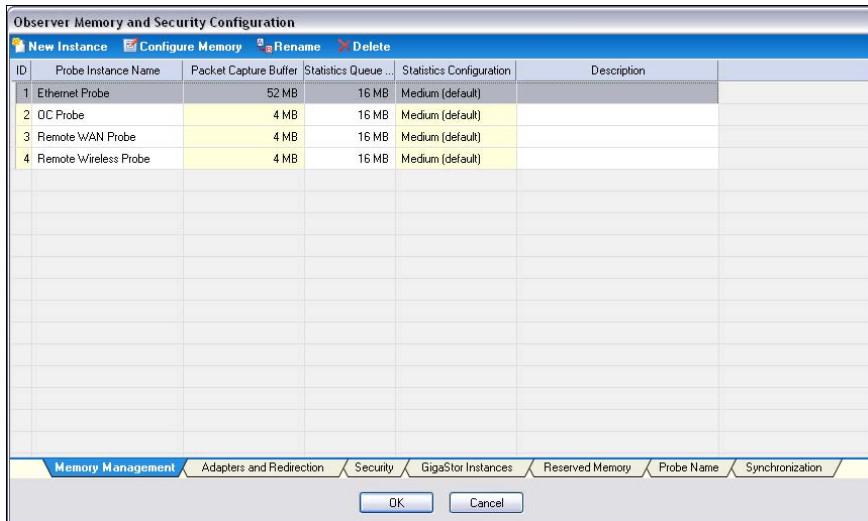 Observer Memory and Security Configuration
New Instance Configure Memory Rename Delete
ID Probe Instance Name Packet Capture Buffer Statistics Queue ... Statistics Configuration Description
1 Ethernet Probe 52 MB 16 MB Medium (default)
2 OC Probe 4 MB 16 MB Medium (default)
3 Remote WAN Probe 4 MB 16 MB Medium (default)
4 Remote Wireless Probe 4 MB 16 MB Medium (default)
Memory Management Adapters and Redirection Security GigaStor Instances Reserved Memory Probe Name Synchronization
OK Cancel